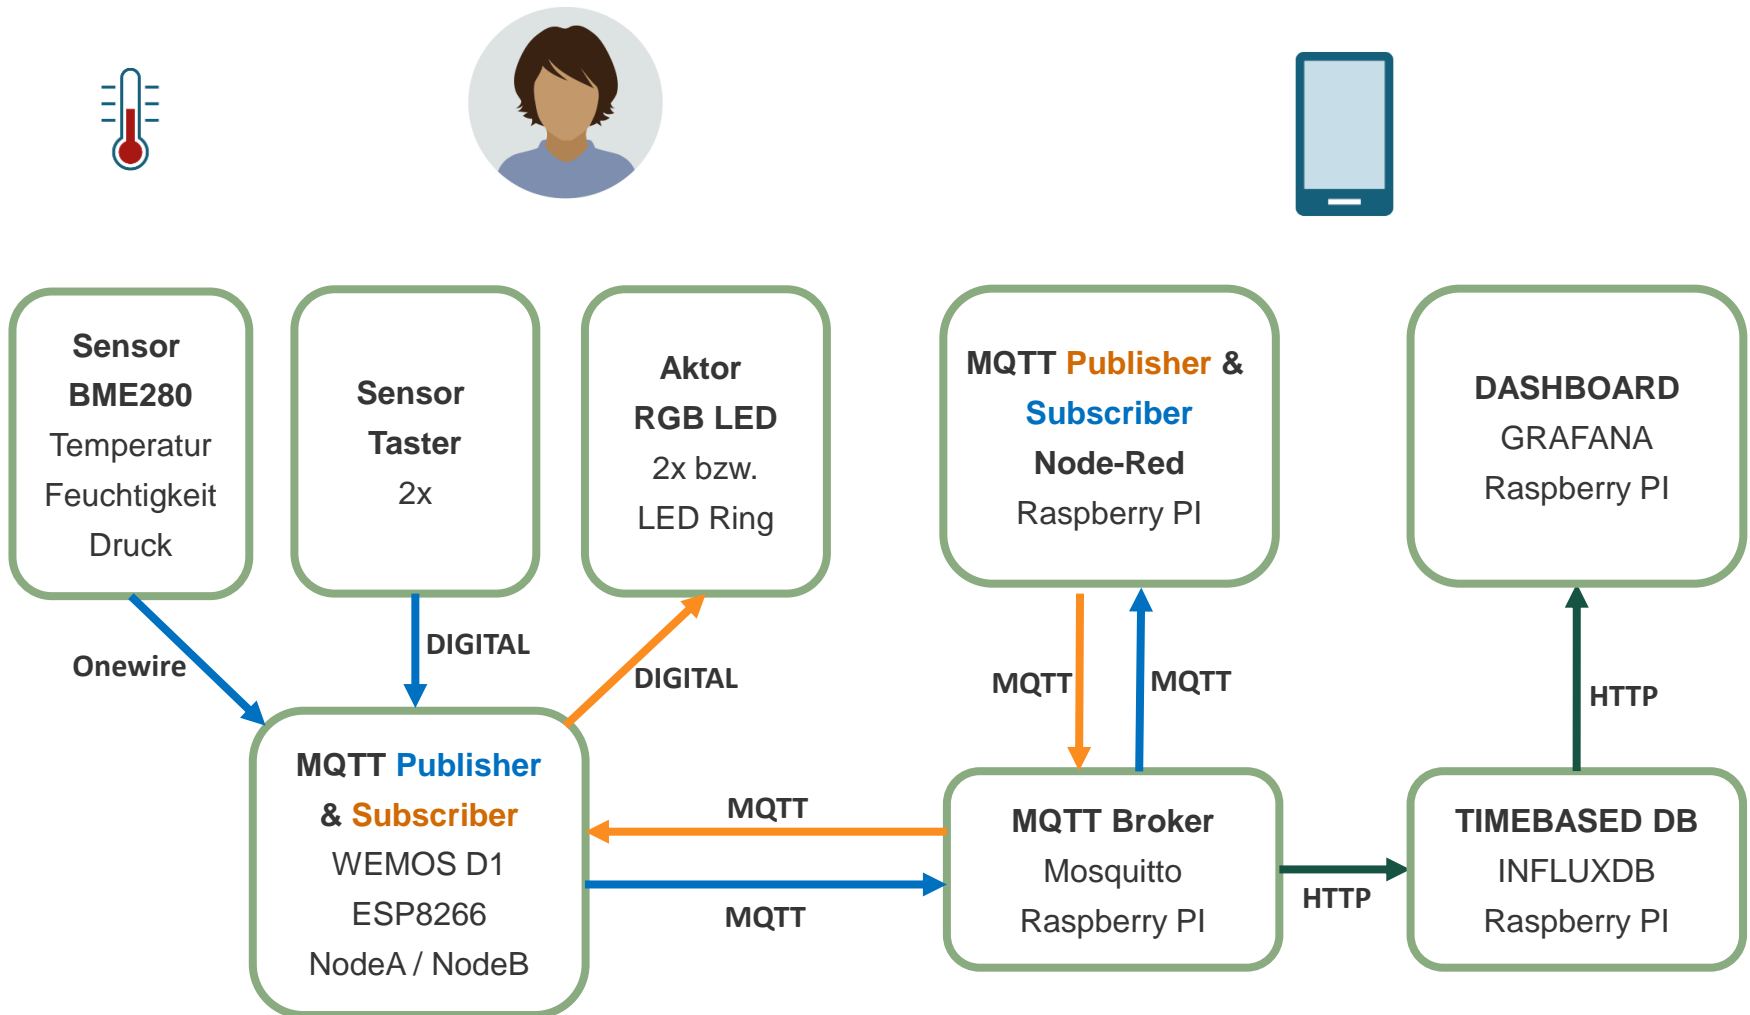 Sensor
BME280
Temperatur
Feuchtigkeit
Druck
Sensor
Taster
2x
Aktor
RGB LED
2x bzw.
LED Ring
MQTT Publisher &
Subscriber
Node-Red
Raspberry PI
DASHBOARD
GRAFANA
Raspberry PI
Onewire
DIGITAL
DIGITAL
MQTT
MQTT
HTTP
MQTT Publisher
& Subscriber
WEMOS D1
ESP8266
NodeA / NodeB
MQTT
MQTT
MQTT Broker
Mosquitto
Raspberry PI
HTTP
TIMEBASED DB
INFLUXDB
Raspberry PI